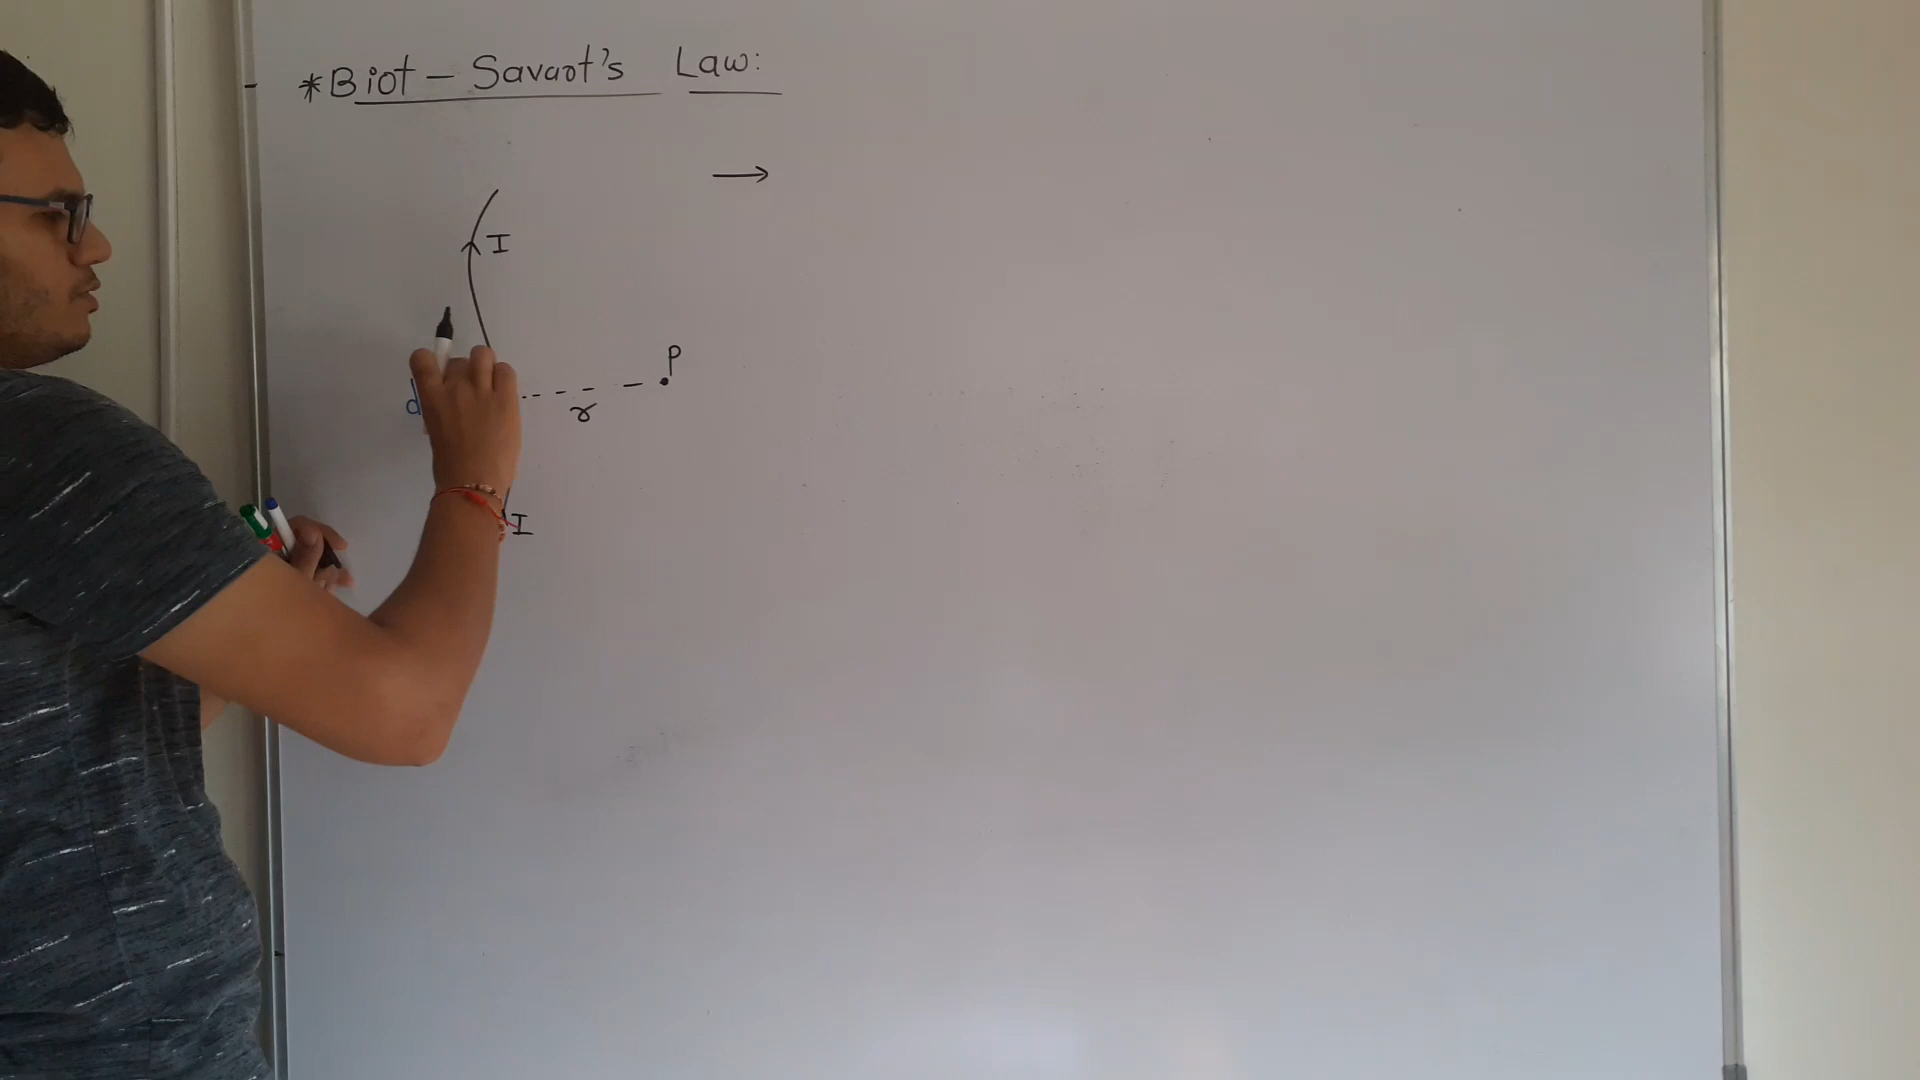 - *Biot - Savart's Law:
→
I
P
d
r
I